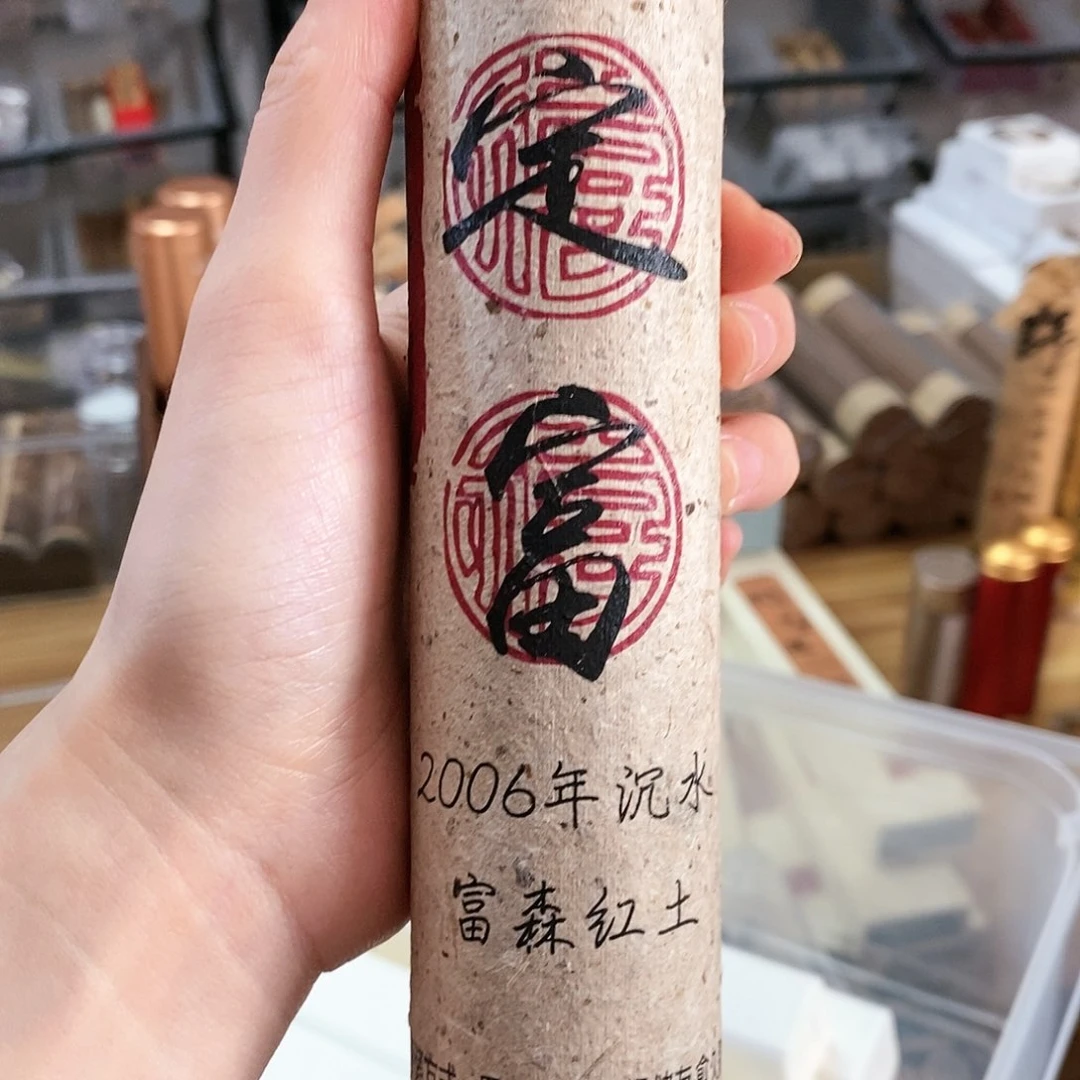 定
富
2006年 沉水
富森红土